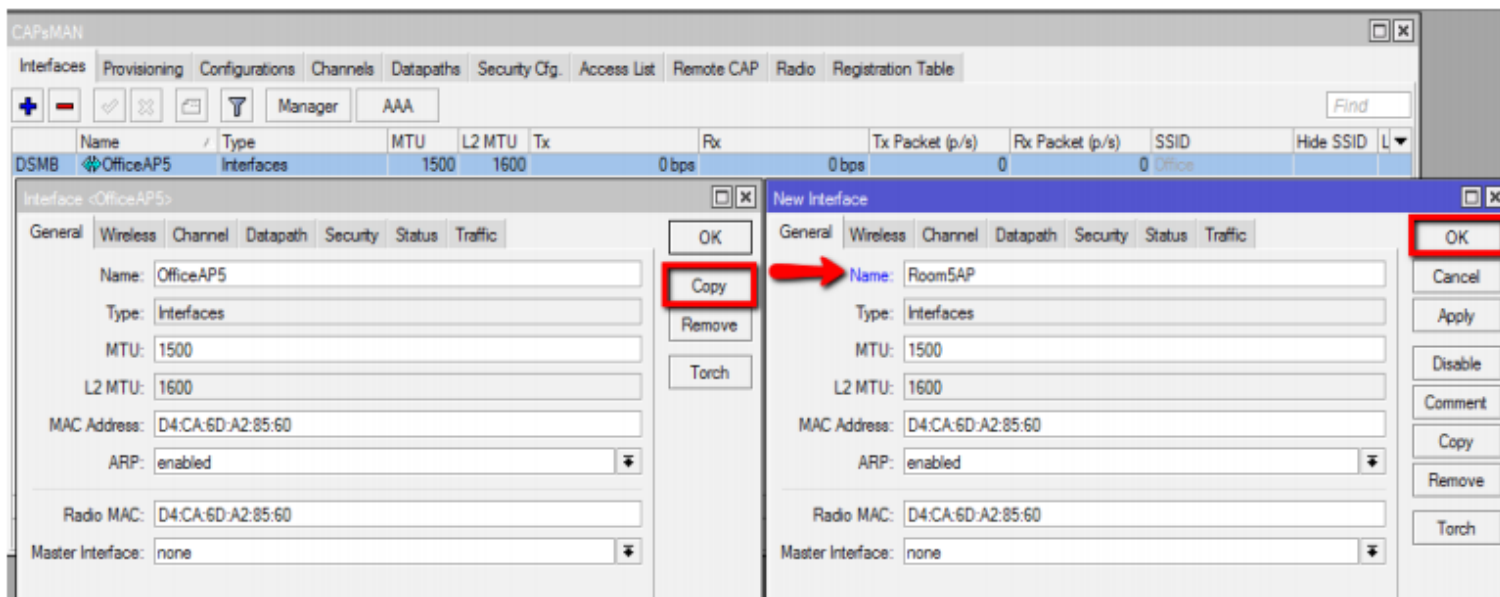 CAPsMAN
Interfaces Provisioning Configurations Channels Datapaths Security Cfg. Access List Remote CAP Radio Registration Table
Manager AAA Find
Name / Type MTU L2 MTU Tx Rx Tx Packet (p/s) Rx Packet (p/s) SSID Hide SSID L
DSMB OfficeAP5 Interfaces 1500 1600 0 bps 0 bps 0 0 Office
Interface <OfficeAP5>
General Wireless Channel Datapath Security Status Traffic
OK
Name: OfficeAP5
Copy
Type: Interfaces
Remove
MTU: 1500
L2 MTU: 1600
Torch
MAC Address: D4:CA:6D:A2:85:60
ARP: enabled
Radio MAC: D4:CA:6D:A2:85:60
Master Interface: none
New Interface
General Wireless Channel Datapath Security Status Traffic
OK
Name: Room5AP
Cancel
Type: Interfaces
Apply
MTU: 1500
Disable
L2 MTU: 1600
Comment
MAC Address: D4:CA:6D:A2:85:60
Copy
ARP: enabled
Remove
Radio MAC: D4:CA:6D:A2:85:60
Torch
Master Interface: none